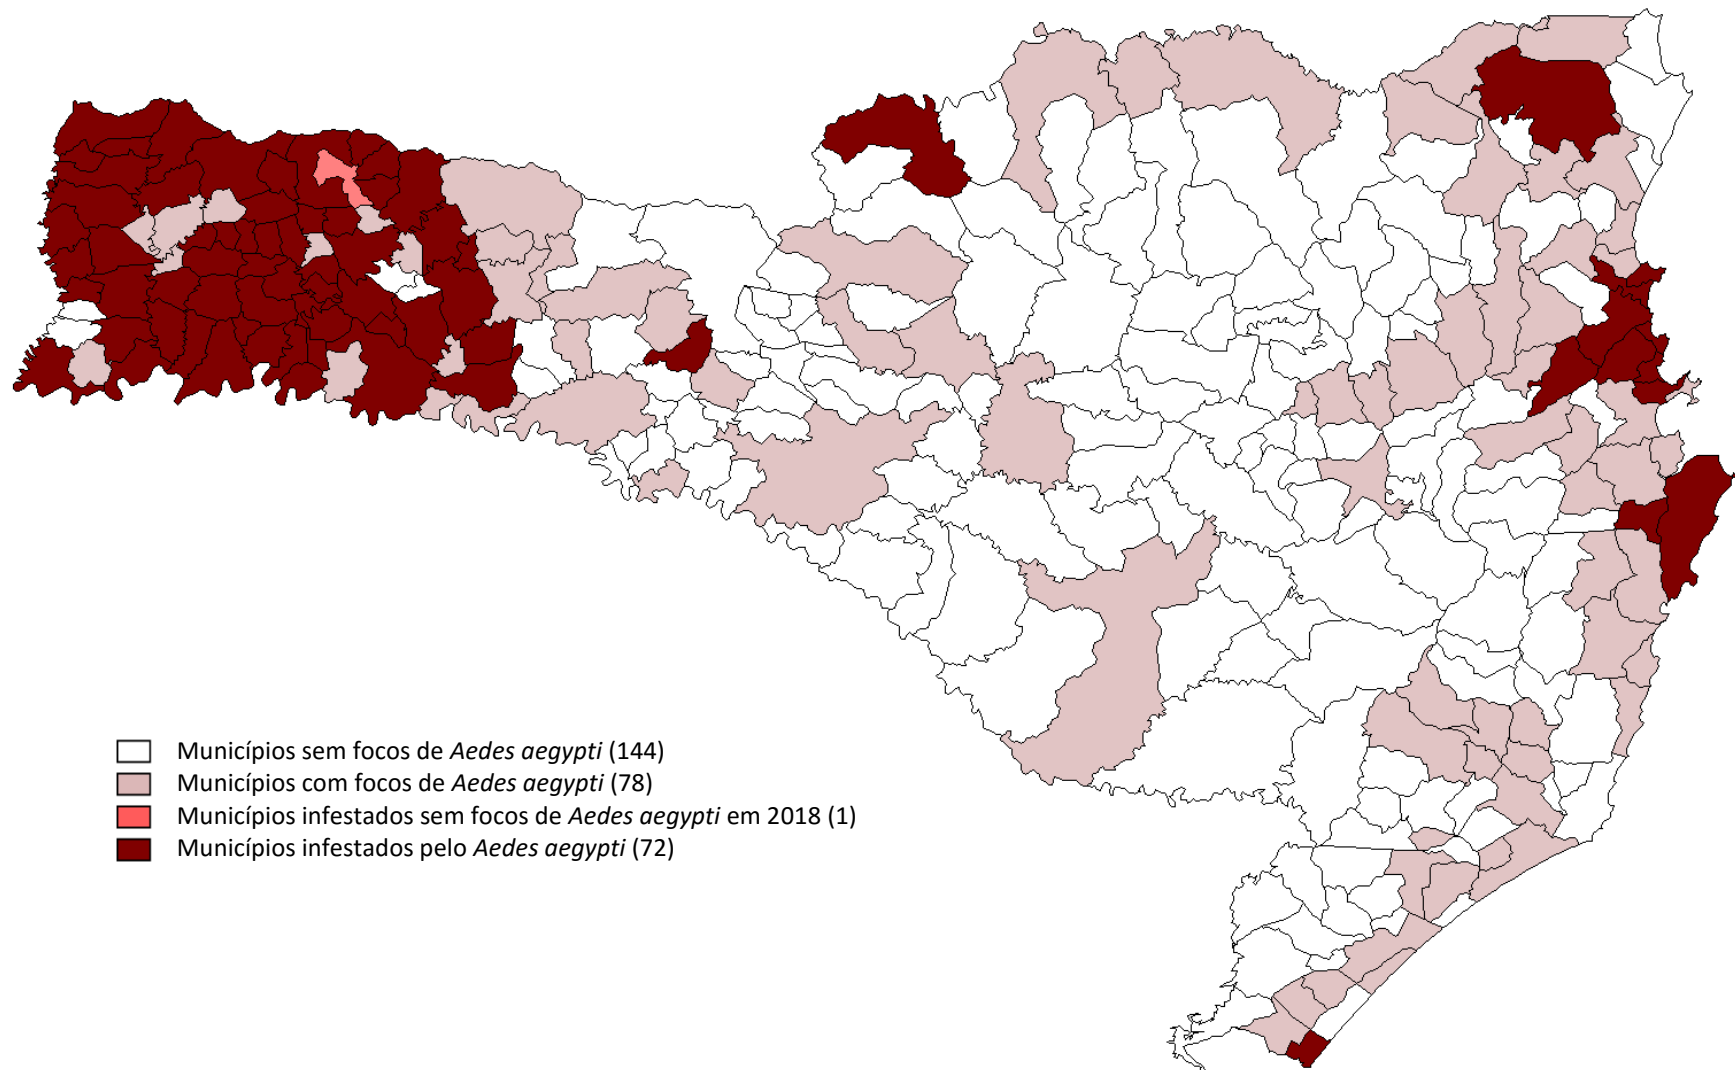 Municípios sem focos de Aedes aegypti (144)
Municípios com focos de Aedes aegypti (78)
Municípios infestados sem focos de Aedes aegypti em 2018 (1)
Municípios infestados pelo Aedes aegypti (72)